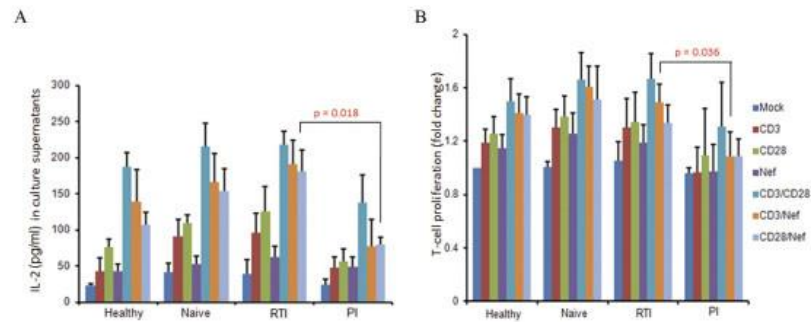 A
B
IL-2 (pg/ml) in culture supernatants
300
250
200
150
100
50
0
p = 0.018
Healthy
Naive
RTI
PI
T-cell proliferation (fold change)
2
1.6
1.2
0.8
0.4
0
p = 0.036
Healthy
Naive
RTI
PI
Mock
CD3
CD28
Nef
CD3/CD28
CD3/Nef
CD28/Nef